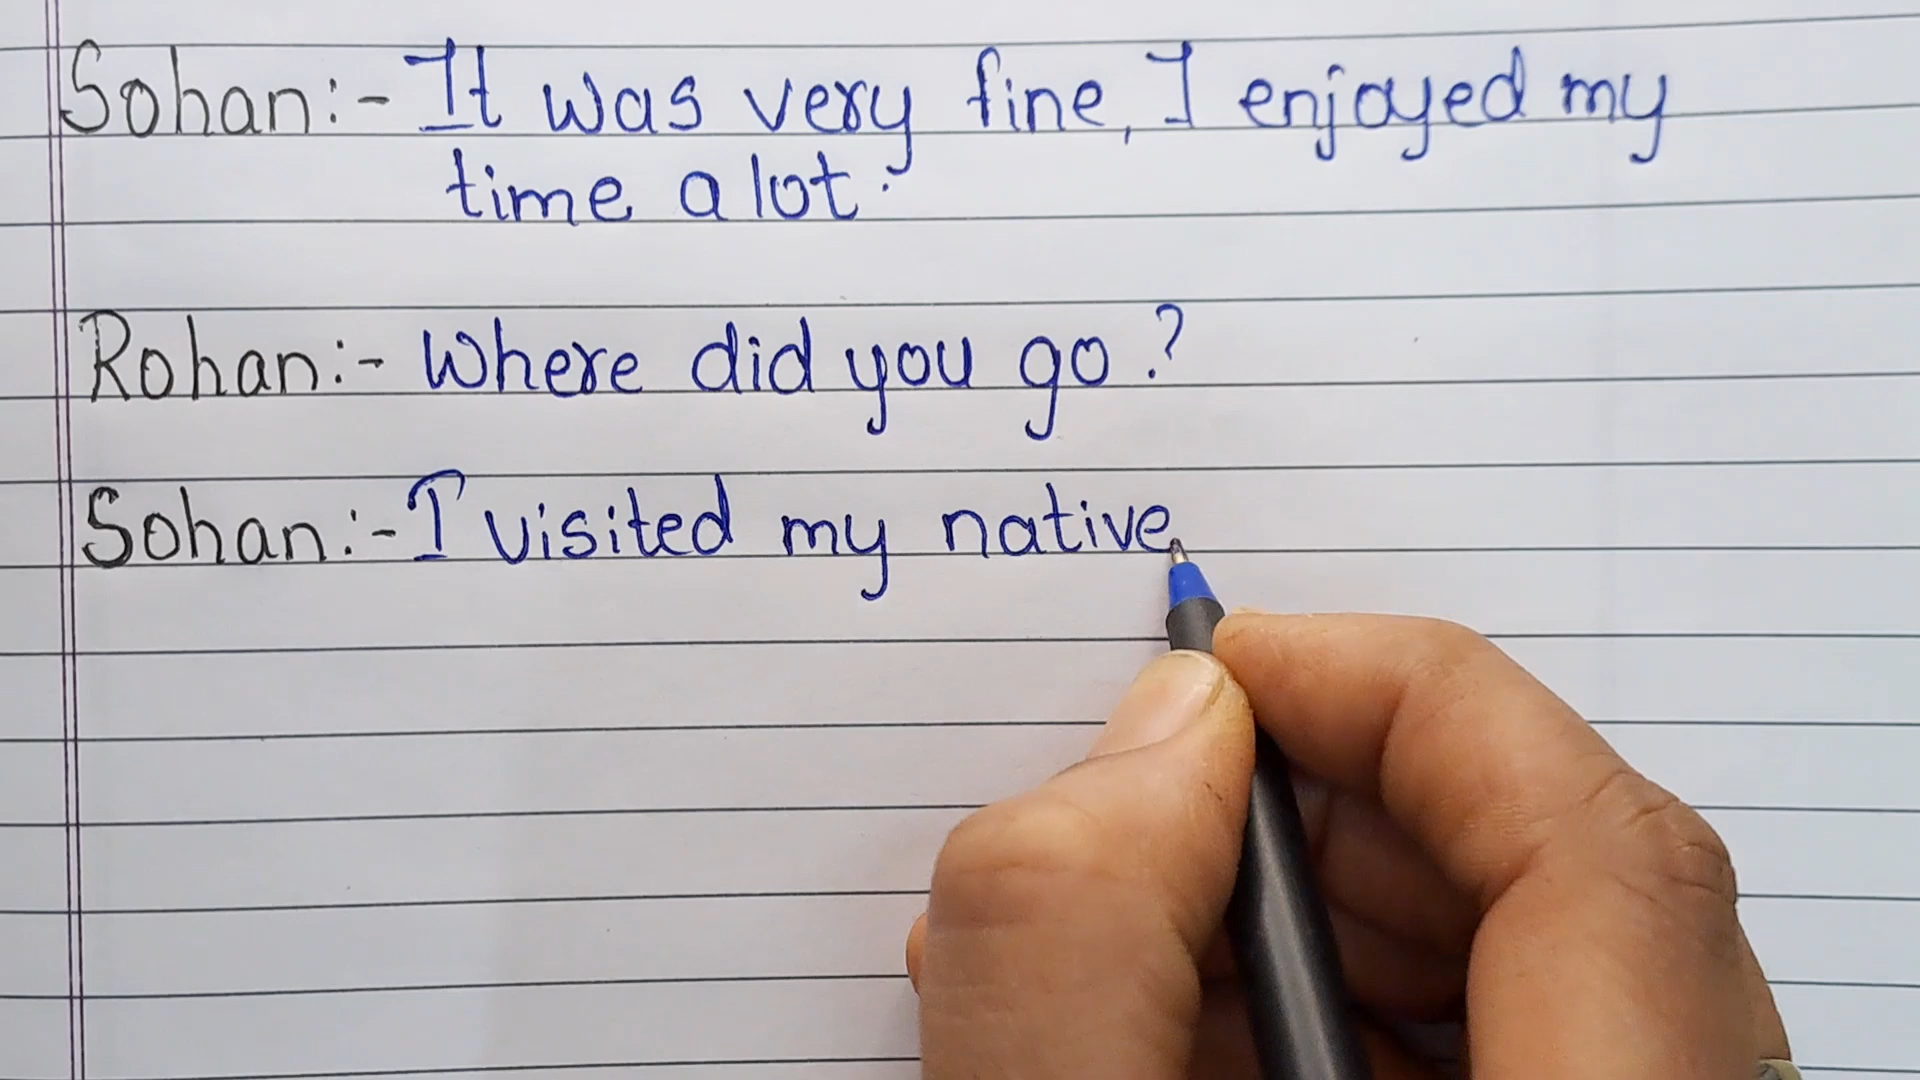 Sohan:- It was very fine, I enjoyed my
time a lot.
Rohan:- Where did you go?
Sohan:- I visited my native